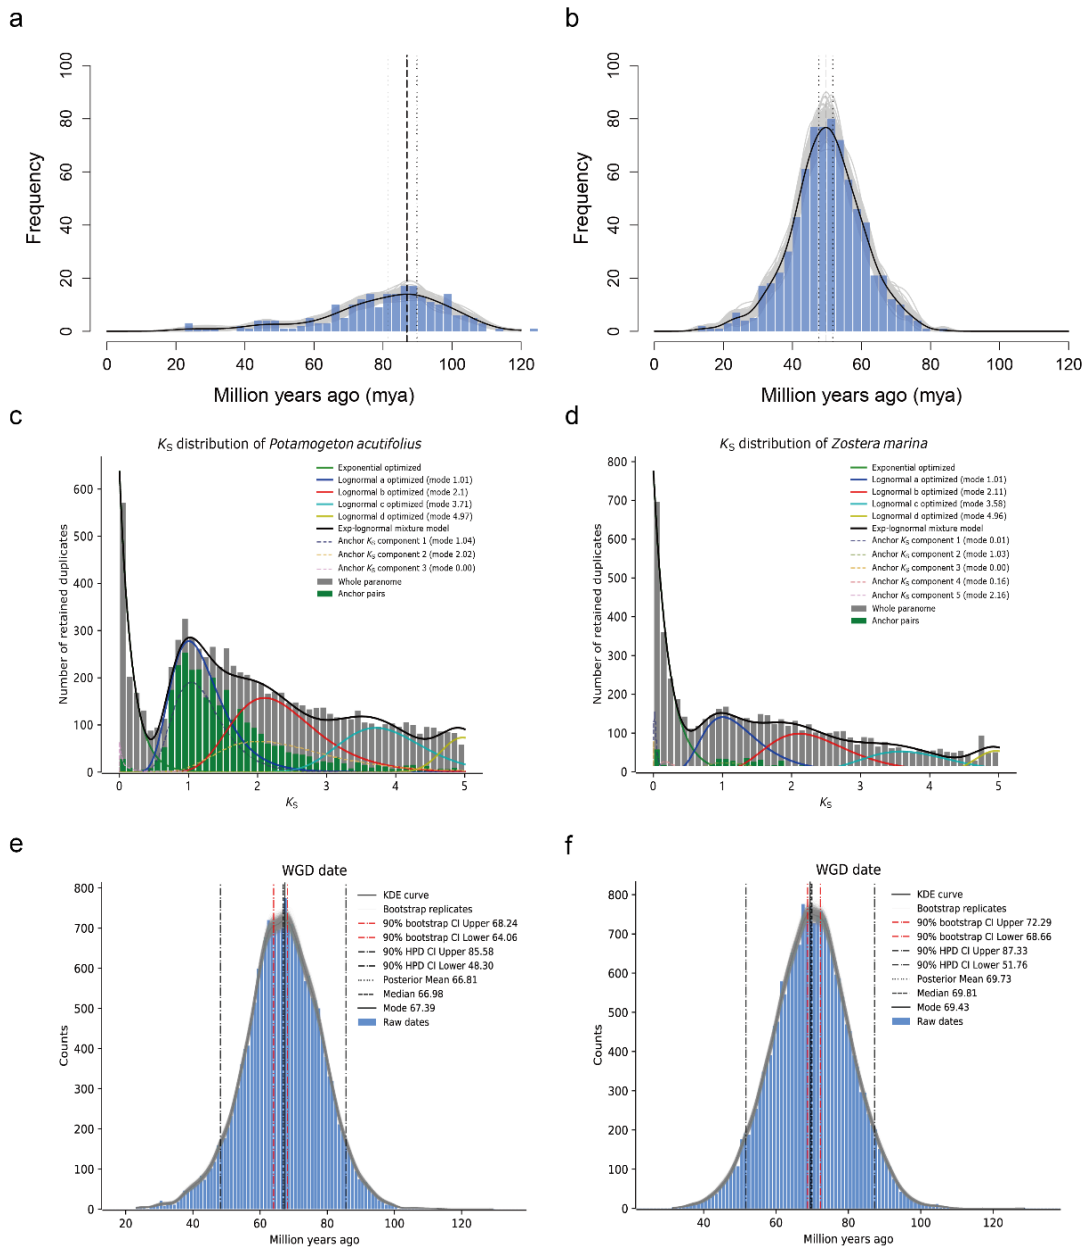 a
100
80
60
40
20
0
Frequency
0 20 40 60 80 100 120
Million years ago (mya)
b
100
80
60
40
20
0
Frequency
0 20 40 60 80 100 120
Million years ago (mya)
c
KS distribution of Potamogeton acutifolius
Exponential optimized
Lognormal a optimized (mode 1.01)
Lognormal b optimized (mode 2.1)
Lognormal c optimized (mode 3.71)
Lognormal d optimized (mode 4.97)
Exp-lognormal mixture model
Anchor KS component 1 (mode 1.04)
Anchor KS component 2 (mode 2.02)
Anchor KS component 3 (mode 0.00)
Whole paranome
Anchor pairs
600
500
400
300
200
100
0
Number of retained duplicates
0 1 2 3 4 5
KS
d
KS distribution of Zostera marina
Exponential optimized
Lognormal a optimized (mode 1.01)
Lognormal b optimized (mode 2.11)
Lognormal c optimized (mode 3.58)
Lognormal d optimized (mode 4.96)
Exp-lognormal mixture model
Anchor KS component 1 (mode 0.01)
Anchor KS component 2 (mode 1.03)
Anchor KS component 3 (mode 0.00)
Anchor KS component 4 (mode 0.16)
Anchor KS component 5 (mode 2.16)
Whole paranome
Anchor pairs
800
700
600
500
400
300
200
100
0
Number of retained duplicates
0 1 2 3 4 5
KS
e
WGD date
KDE curve
Bootstrap replicates
90% bootstrap CI Upper 68.24
90% bootstrap CI Lower 64.06
90% HPD CI Upper 85.58
90% HPD CI Lower 48.30
Posterior Mean 66.81
Median 66.98
Mode 67.39
Raw dates
800
700
600
500
400
300
200
100
0
Counts
20 40 60 80 100 120
Million years ago
f
WGD date
KDE curve
Bootstrap replicates
90% bootstrap CI Upper 72.29
90% bootstrap CI Lower 68.66
90% HPD CI Upper 87.33
90% HPD CI Lower 51.76
Posterior Mean 69.73
Median 69.81
Mode 69.43
Raw dates
800
700
600
500
400
300
200
100
0
Counts
40 60 80 100 120
Million years ago